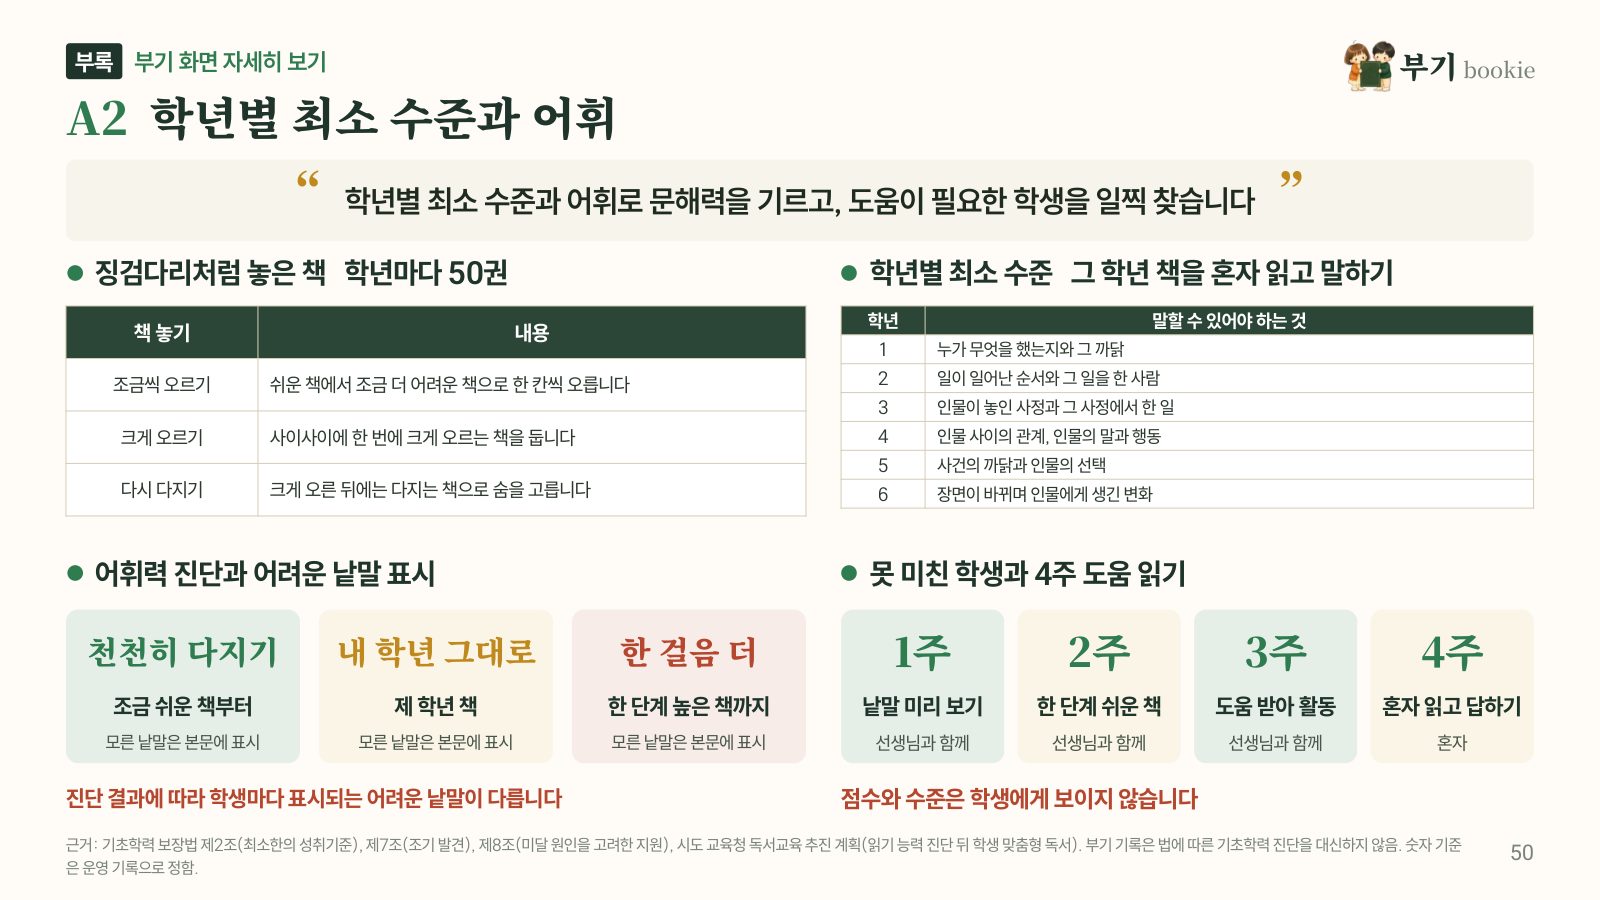 부록 부기 화면 자세히 보기
부기 bookie
A2 학년별 최소 수준과 어휘
“ 학년별 최소 수준과 어휘로 문해력을 기르고, 도움이 필요한 학생을 일찍 찾습니다 ”
징검다리처럼 놓은 책 학년마다 50권
책 놓기 내용
조금씩 오르기 쉬운 책에서 조금 더 어려운 책으로 한 칸씩 오릅니다
크게 오르기 사이사이에 한 번에 크게 오르는 책을 둡니다
다시 다지기 크게 오른 뒤에는 다지는 책으로 숨을 고릅니다
학년별 최소 수준 그 학년 책을 혼자 읽고 말하기
학년 말할 수 있어야 하는 것
1 누가 무엇을 했는지와 그 까닭
2 일이 일어난 순서와 그 일을 한 사람
3 인물이 놓인 사정과 그 사정에서 한 일
4 인물 사이의 관계, 인물의 말과 행동
5 사건의 까닭과 인물의 선택
6 장면이 바뀌며 인물에게 생긴 변화
어휘력 진단과 어려운 낱말 표시
천천히 다지기
조금 쉬운 책부터
모른 낱말은 본문에 표시
내 학년 그대로
제 학년 책
모른 낱말은 본문에 표시
한 걸음 더
한 단계 높은 책까지
모른 낱말은 본문에 표시
진단 결과에 따라 학생마다 표시되는 어려운 낱말이 다릅니다
못 미친 학생과 4주 도움 읽기
1주
낱말 미리 보기
선생님과 함께
2주
한 단계 쉬운 책
선생님과 함께
3주
도움 받아 활동
선생님과 함께
4주
혼자 읽고 답하기
혼자
점수와 수준은 학생에게 보이지 않습니다
근거: 기초학력 보장법 제2조(최소한의 성취기준), 제7조(조기 발견), 제8조(미달 원인을 고려한 지원), 시도 교육청 독서교육 추진 계획(읽기 능력 진단 뒤 학생 맞춤형 독서). 부기 기록은 법에 따른 기초학력 진단을 대신하지 않음. 숫자 기준
은 운영 기록으로 정함.
50